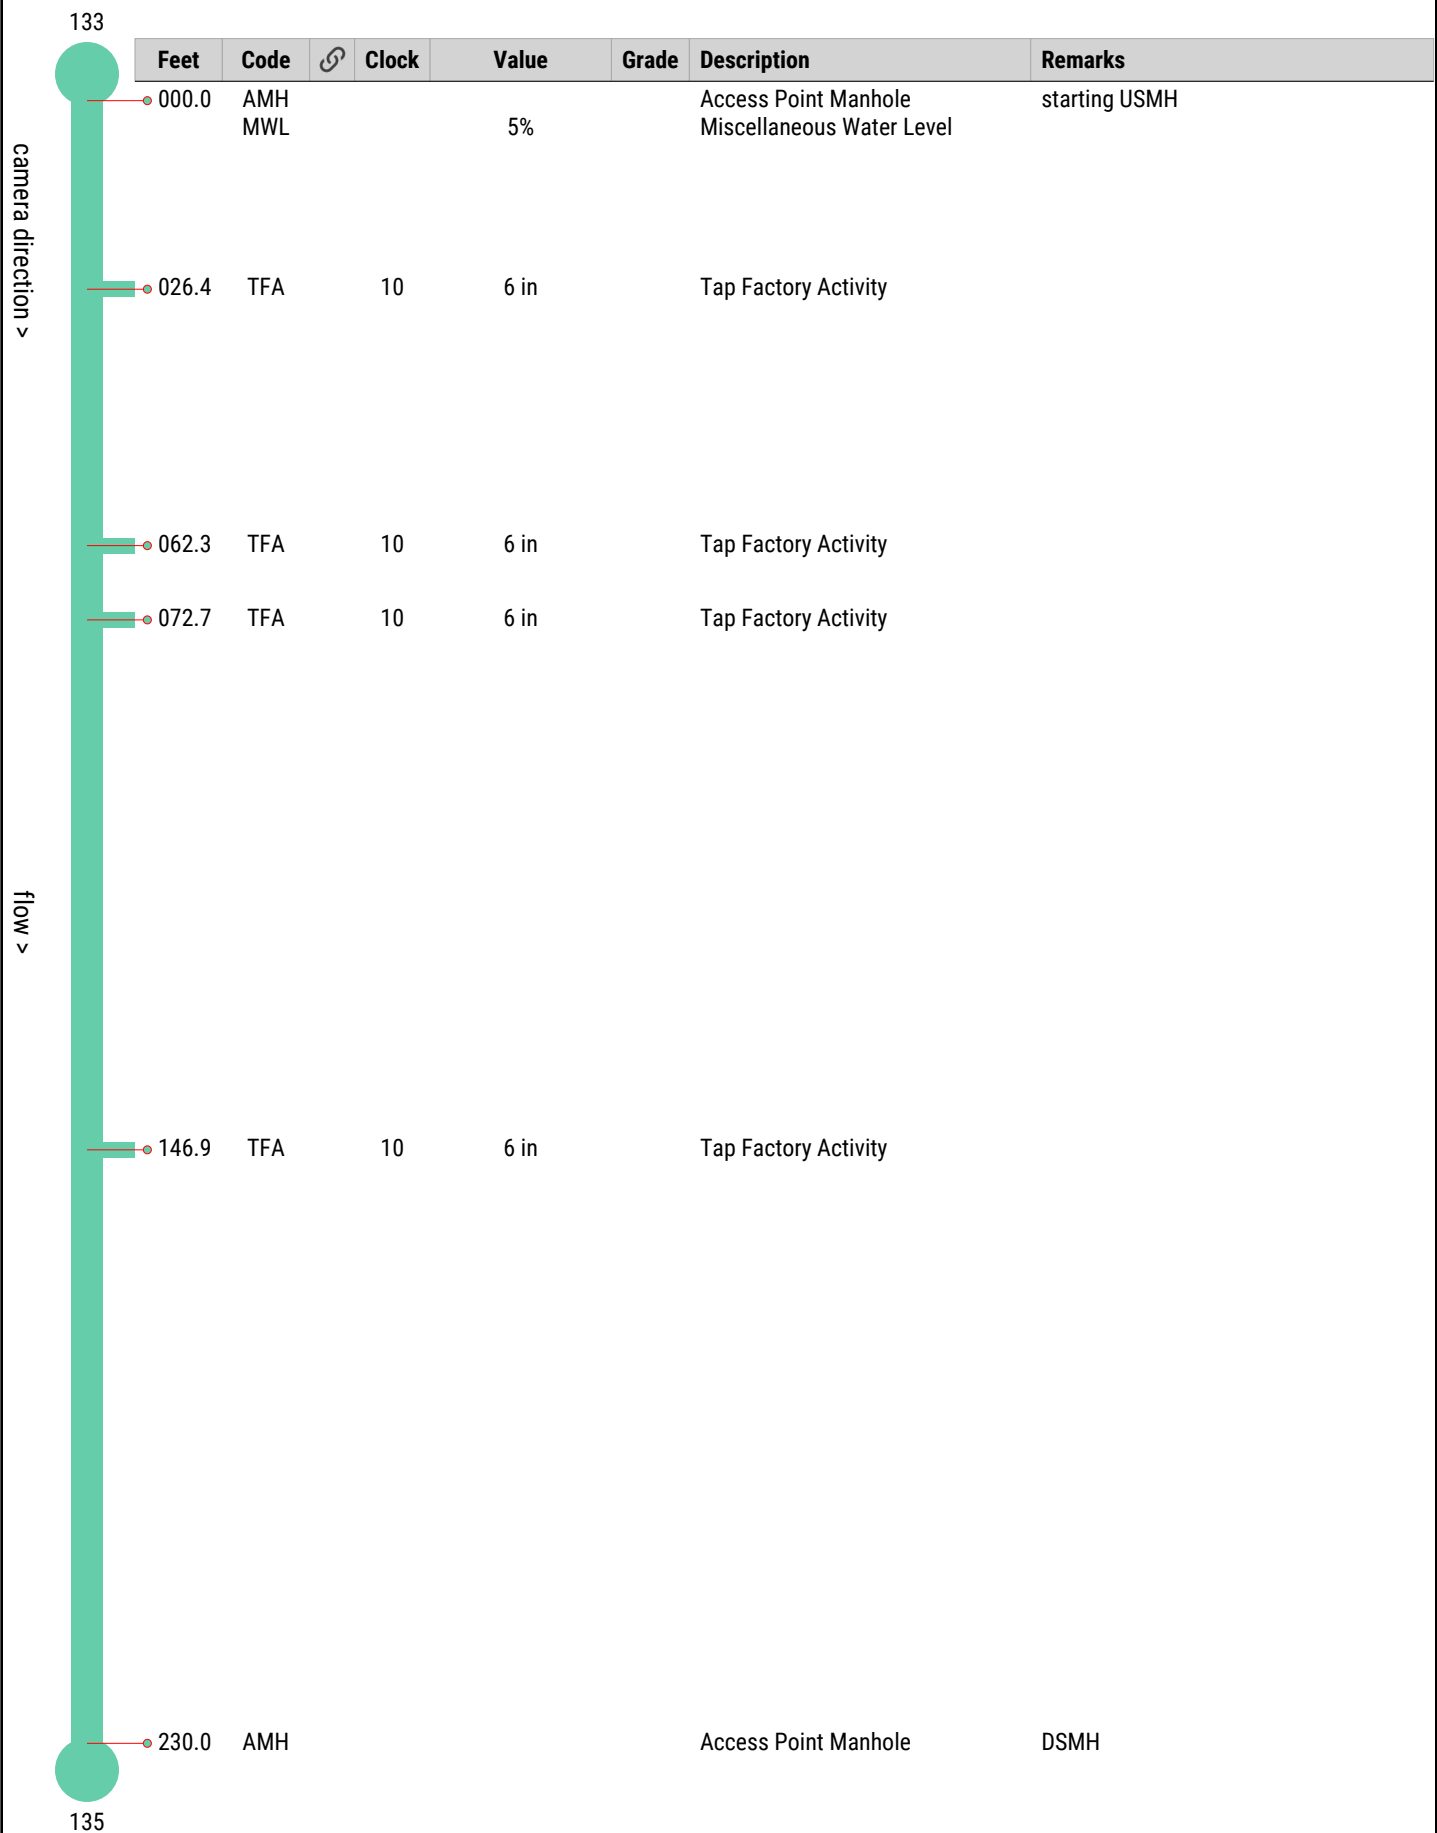 133
Feet Code Clock Value Grade Description Remarks
000.0 AMH Access Point Manhole starting USMH
MWL 5% Miscellaneous Water Level
camera direction >
026.4 TFA 10 6 in Tap Factory Activity
062.3 TFA 10 6 in Tap Factory Activity
072.7 TFA 10 6 in Tap Factory Activity
flow >
146.9 TFA 10 6 in Tap Factory Activity
230.0 AMH Access Point Manhole DSMH
135